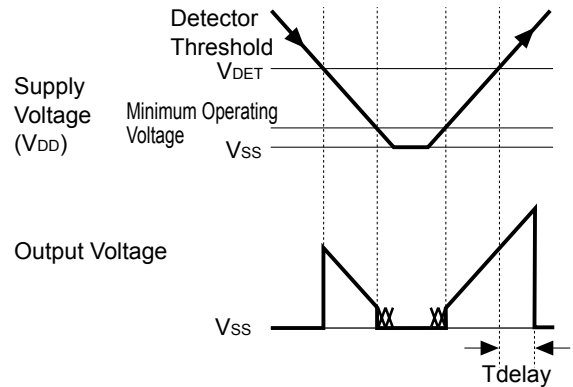 Detector
Threshold
VDET
Supply
Voltage
(VDD)
Minimum Operating
Voltage
VSS
Output Voltage
VSS
Tdelay